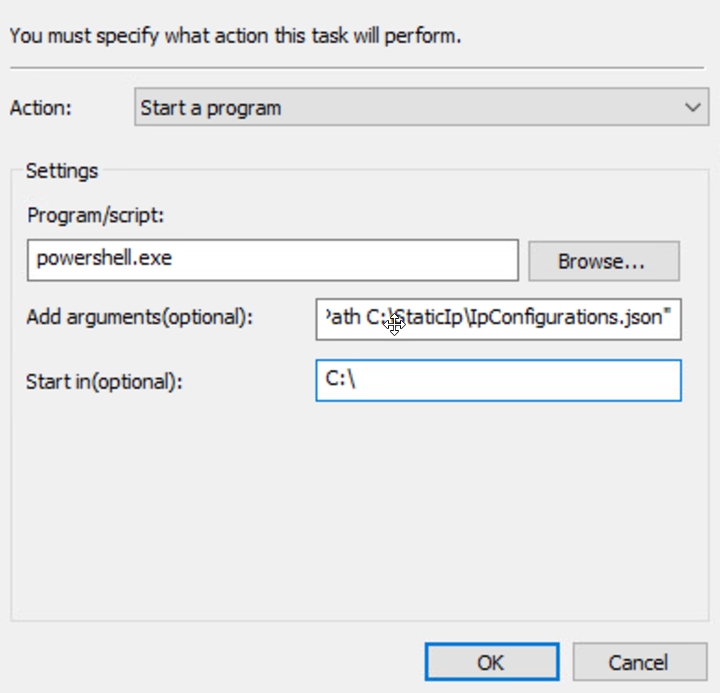 You must specify what action this task will perform.
Action: Start a program
Settings
Program/script:
powershell.exe Browse...
Add arguments(optional): Path C:\StaticIp\IpConfigurations.json"
Start in(optional): C:\
OK Cancel